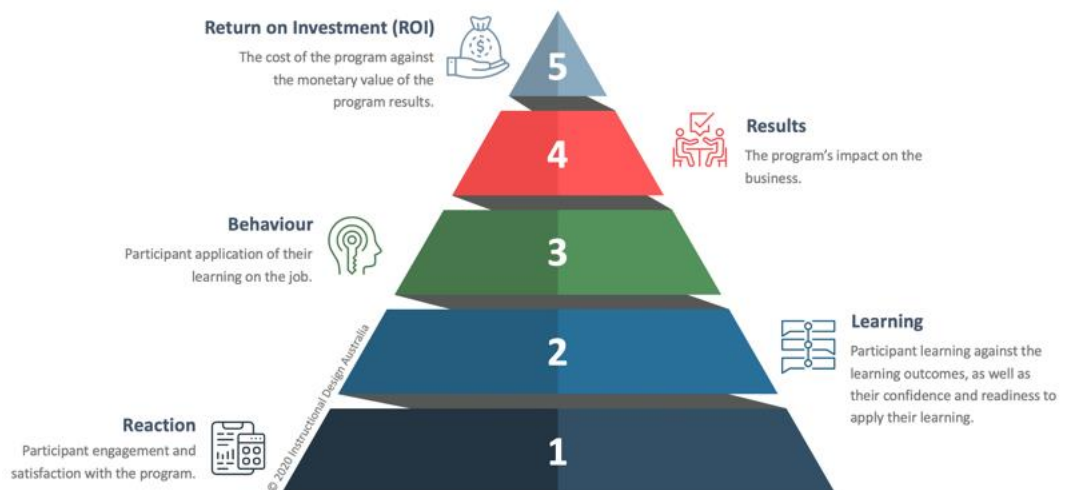 Return on Investment (ROI)
The cost of the program against
the monetary value of the
program results.
$
5
4
Results
The program's impact on the
business.
Behaviour
Participant application of their
learning on the job.
3
2
Learning
Participant learning against the
learning outcomes, as well as
their confidence and readiness to
apply their learning.
© 2020 Instructional Design Australia
Reaction
Participant engagement and
satisfaction with the program.
1